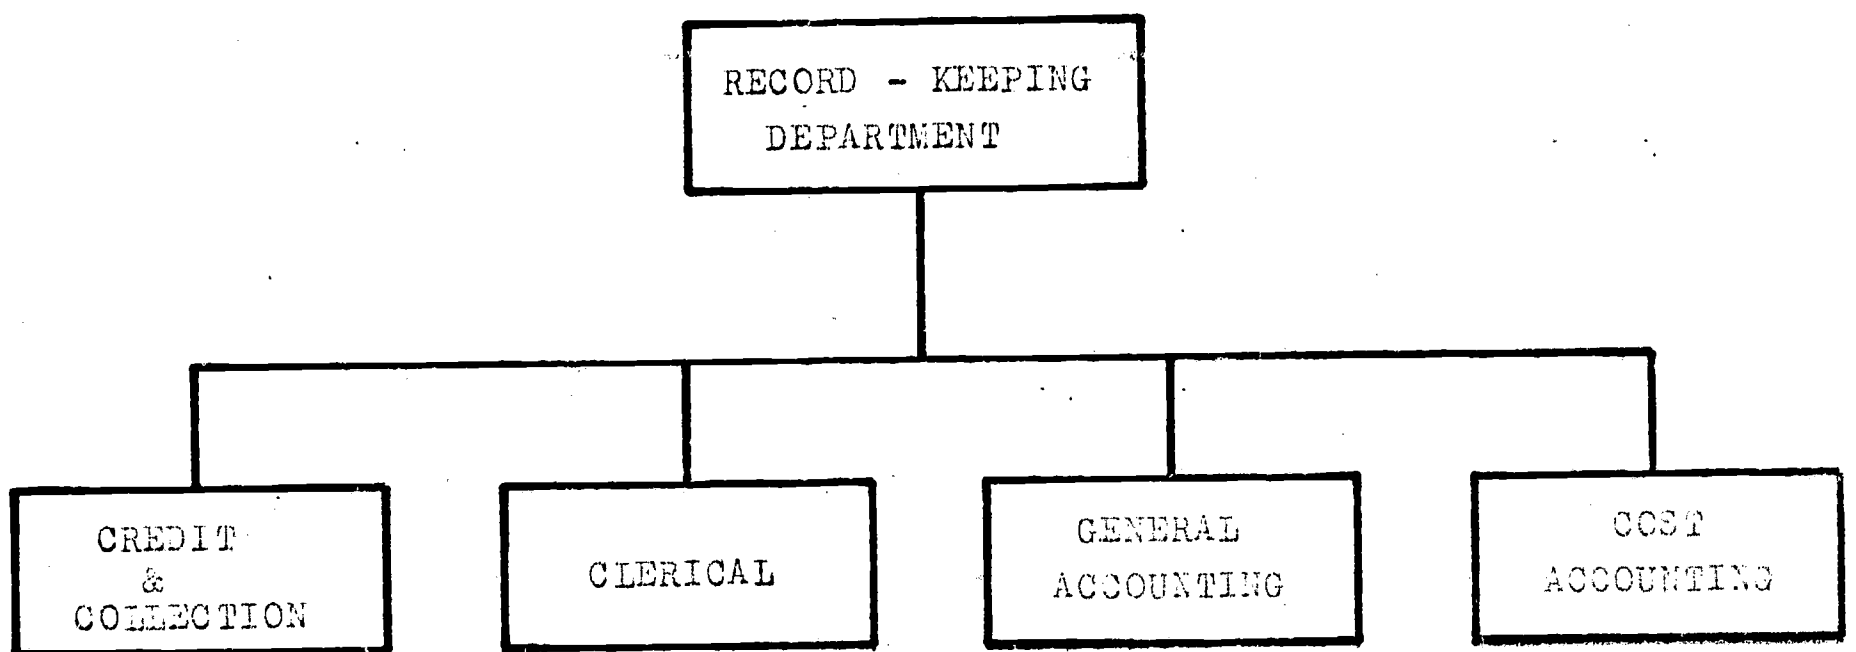 RECORD - KEEPING
DEPARTMENT
CREDIT
&
COLLECTION
CLERICAL
GENERAL
ACCOUNTING
COST
ACCOUNTING